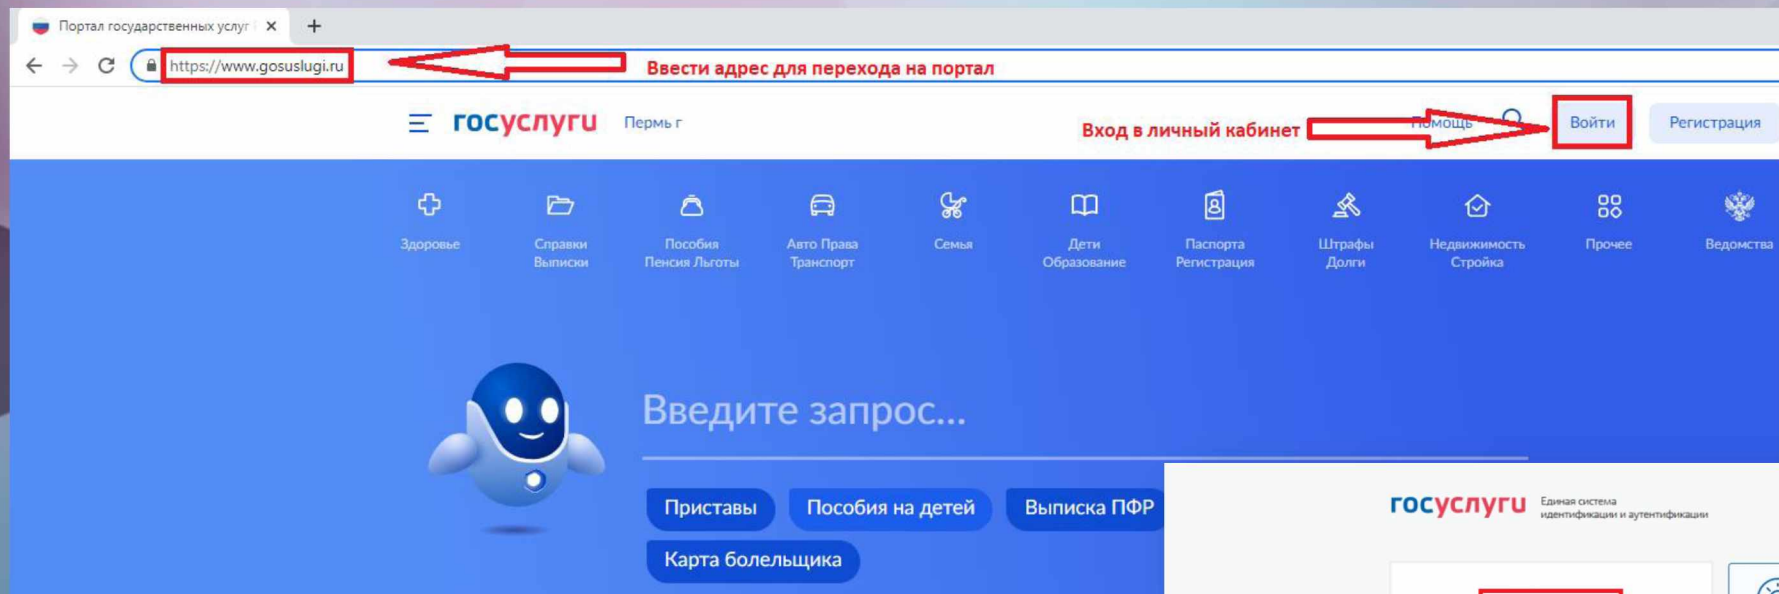 Портал государственных услуг
https://www.gosuslugi.ru
Ввести адрес для перехода на портал
госуслуги Пермь г
Вход в личный кабинет
Помощь Войти Регистрация
Здоровье
Справки
Выписки
Пособия
Пенсия Льготы
Авто Права
Транспорт
Семья
Дети
Образование
Паспорта
Регистрация
Штрафы
Долги
Недвижимость
Стройка
Прочее
Ведомства
Введите запрос...
Приставы Пособия на детей Выписка ПФР
Карта болельщика
госуслуги
Единая система
идентификации и аутентификации